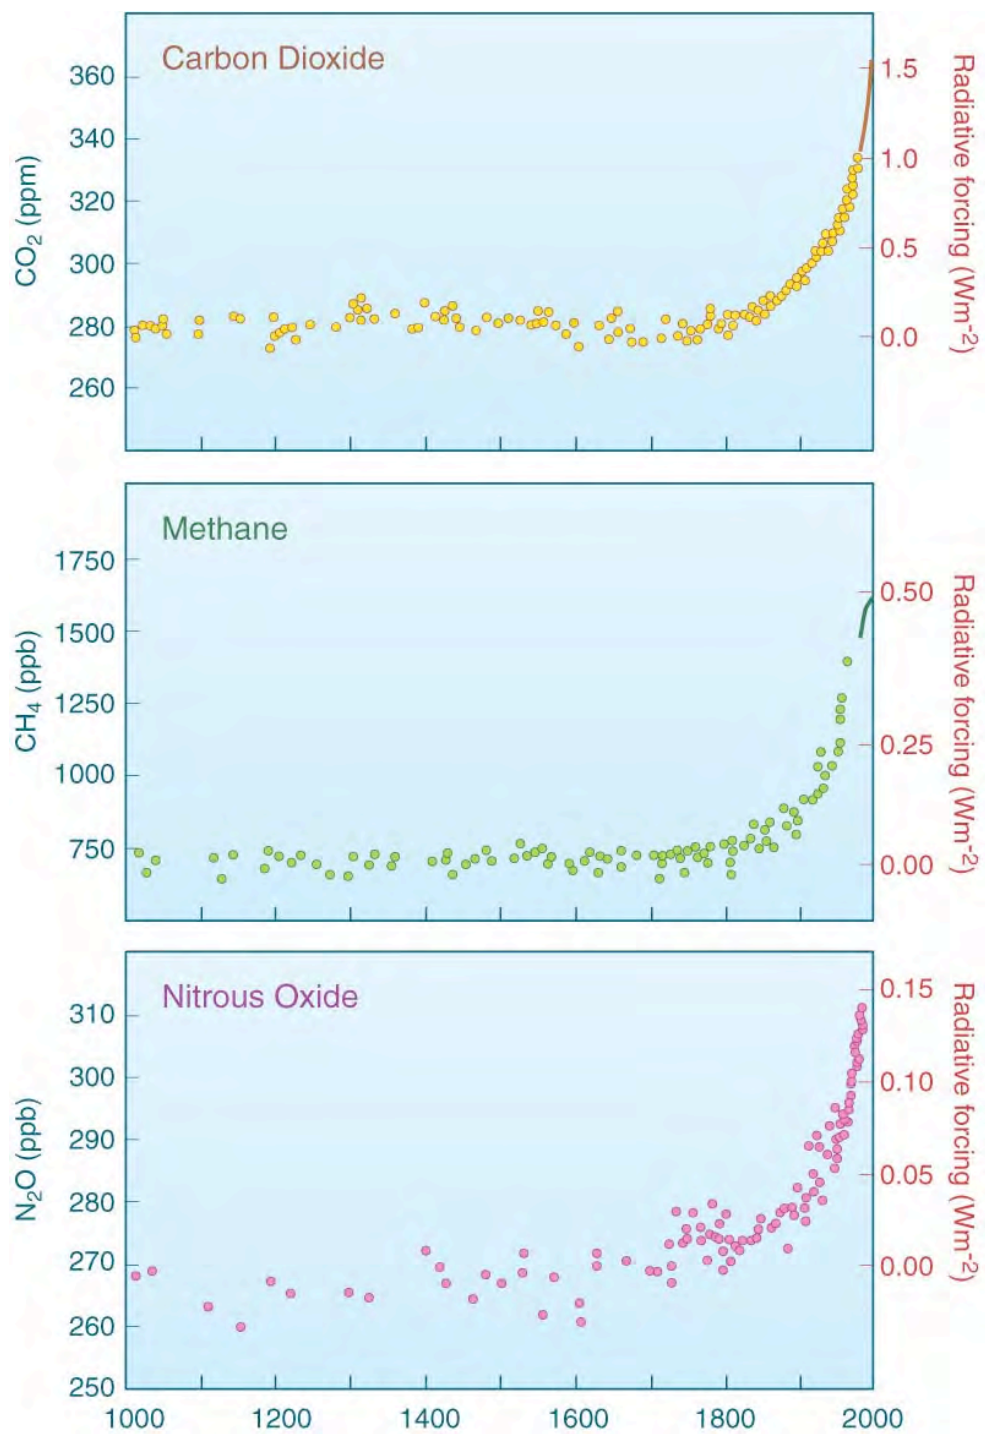 Carbon Dioxide
CO₂ (ppm)
360
340
320
300
280
260
1.5
1.0
0.5
0.0
Radiative forcing (Wm⁻²)
Methane
CH₄ (ppb)
1750
1500
1250
1000
750
0.50
0.25
0.00
Radiative forcing (Wm⁻²)
Nitrous Oxide
N₂O (ppb)
310
300
290
280
270
260
250
0.15
0.10
0.05
0.00
Radiative forcing (Wm⁻²)
1000 1200 1400 1600 1800 2000